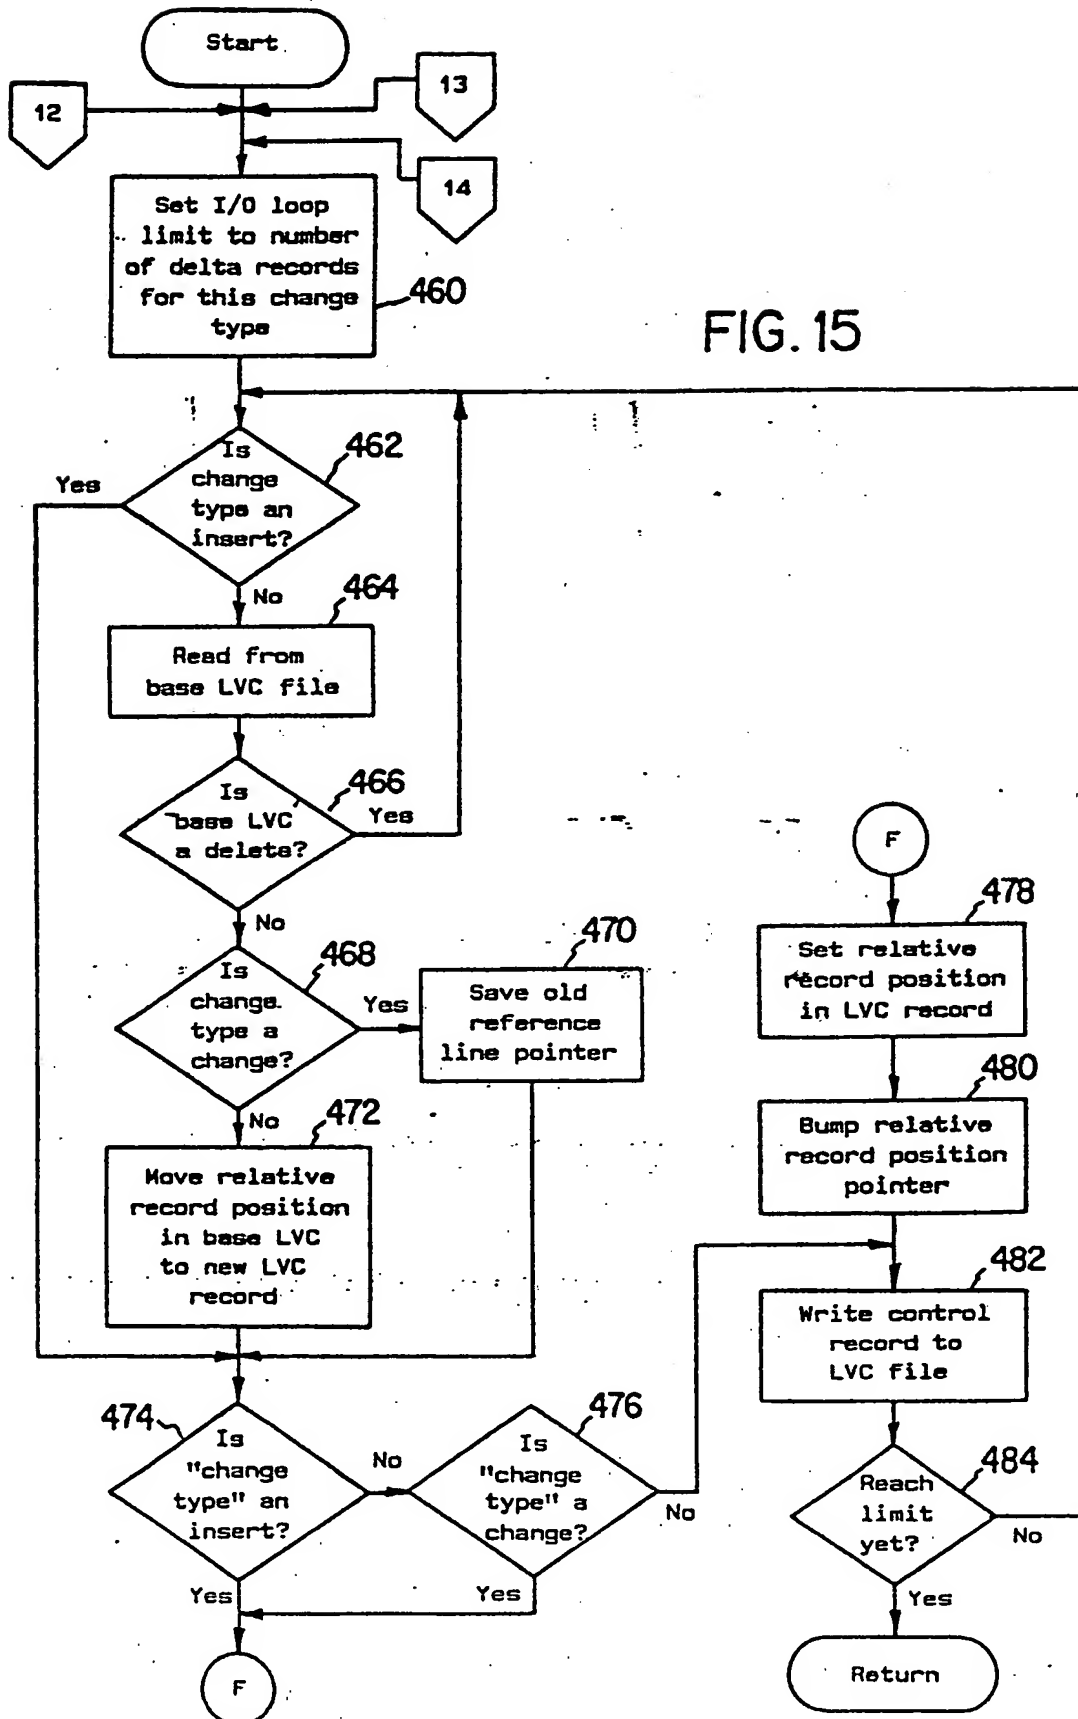 Start
12
13
14
Set I/O loop
limit to number
of delta records
for this change
type
460
FIG. 15
Is
change
type an
insert?
462
Yes
No
464
Read from
base LVC file
Is
base LVC
a delete?
466
Yes
No
Is
change
type a
change?
468
Yes
470
Save old
reference
line pointer
No
472
Move relative
record position
in base LVC
to new LVC
record
474
Is
"change
type" an
insert?
No
476
Is
"change
type" a
change?
No
Yes
Yes
F
F
478
Set relative
record position
in LVC record
480
Bump relative
record position
pointer
482
Write control
record to
LVC file
484
Reach
limit
yet?
No
Yes
Return